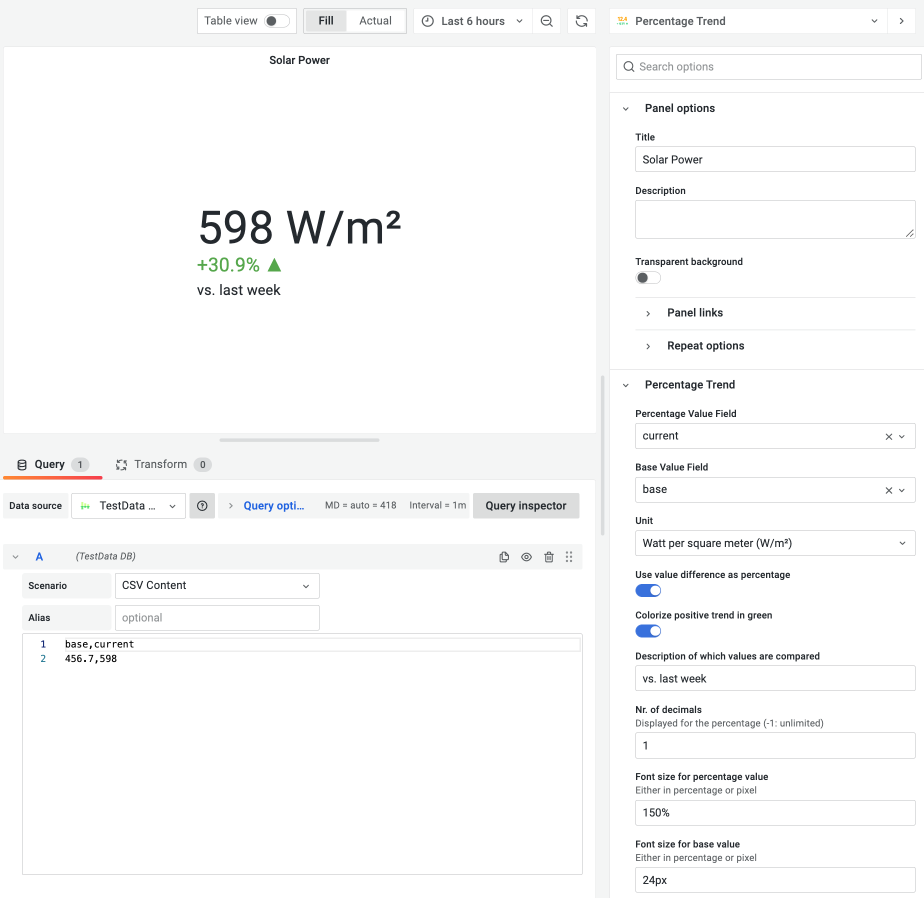 Table view Fill Actual Last 6 hours Percentage Trend
Solar Power
598 W/m²
+30.9% ▲
vs. last week
Query 1 Transform 0
Data source TestData ... Query opti... MD = auto = 418 Interval = 1m Query inspector
A (TestData DB)
Scenario CSV Content
Alias optional
1 base,current
2 456.7,598
Search options
Panel options
Title
Solar Power
Description
Transparent background
Panel links
Repeat options
Percentage Trend
Percentage Value Field
current
Base Value Field
base
Unit
Watt per square meter (W/m²)
Use value difference as percentage
Colorize positive trend in green
Description of which values are compared
vs. last week
Nr. of decimals
Displayed for the percentage (-1: unlimited)
1
Font size for percentage value
Either in percentage or pixel
150%
Font size for base value
Either in percentage or pixel
24px